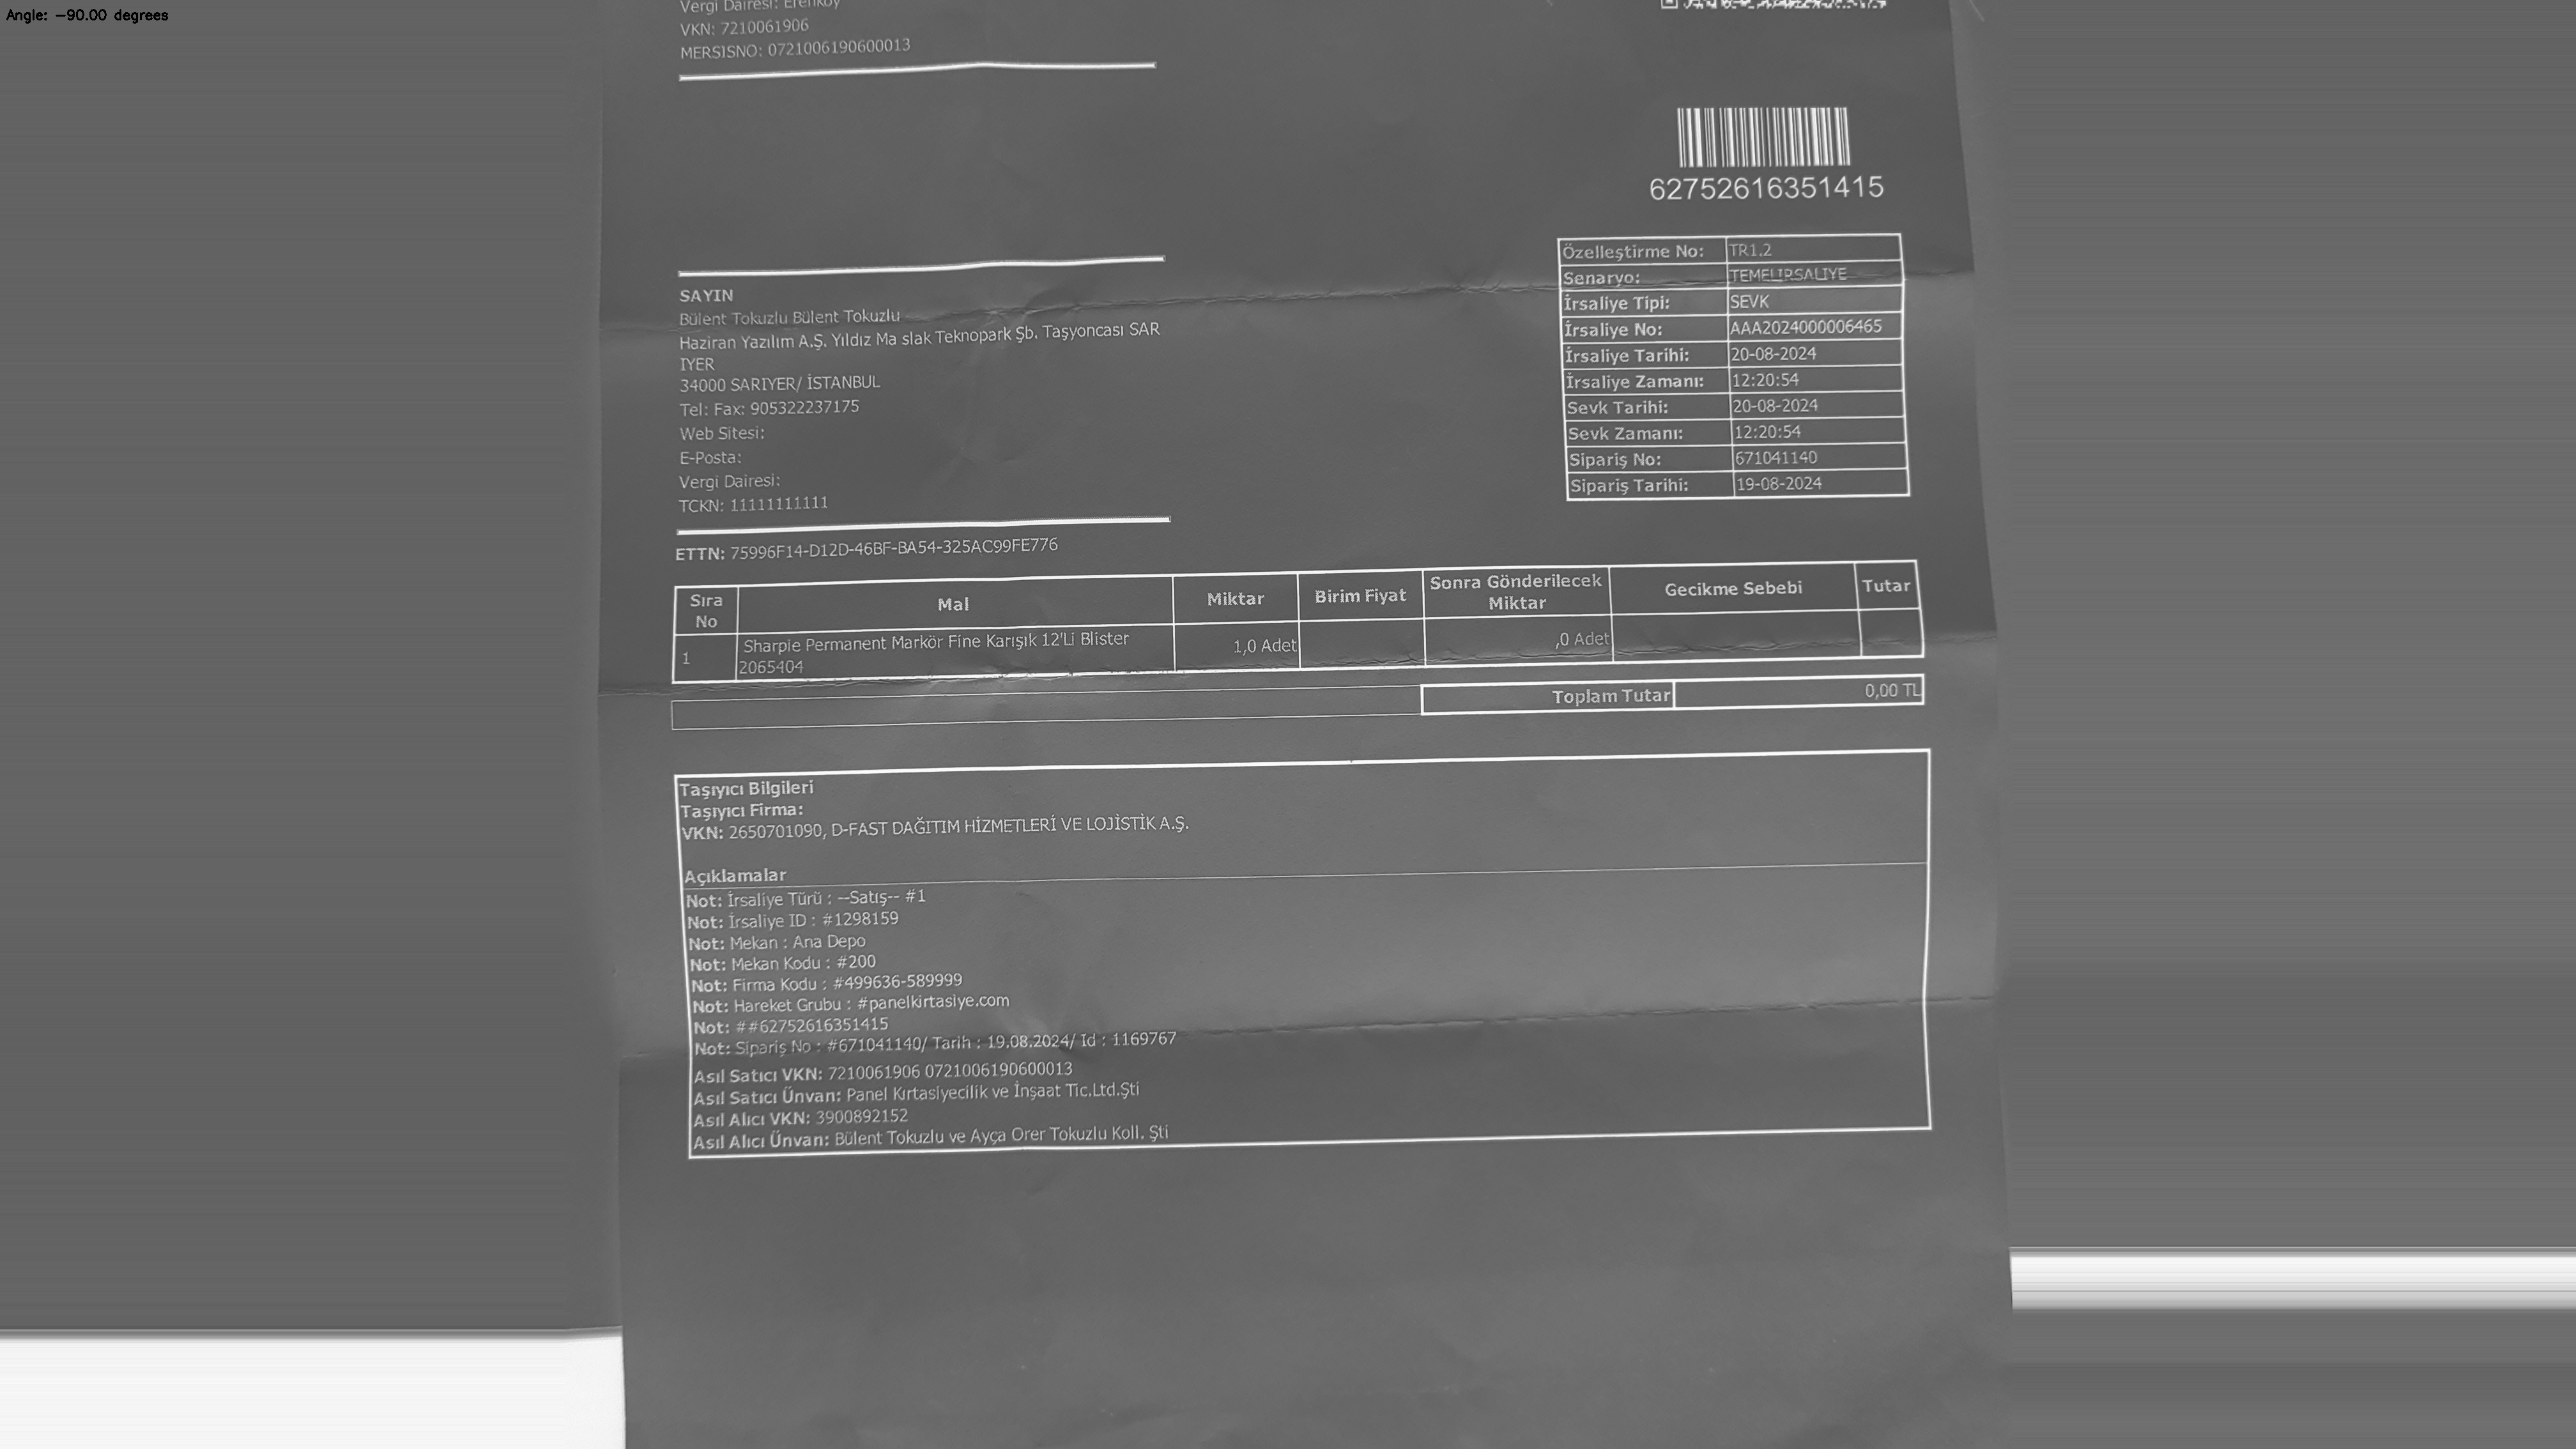 Angle: −90.00 degrees
Vergi Dairesi: Erenköy
VKN: 7210061906
MERSISNO: 0721006190600013
62752616351415
Özelleştirme No: TR1.2
Senaryo: TEMELIRSALIYE
İrsaliye Tipi: SEVK
İrsaliye No: AAA2024000006465
İrsaliye Tarihi: 20-08-2024
İrsaliye Zamanı: 12:20:54
Sevk Tarihi: 20-08-2024
Sevk Zamanı: 12:20:54
Sipariş No: 671041140
Sipariş Tarihi: 19-08-2024
SAYIN
Bülent Tokuzlu Bülent Tokuzlu
Haziran Yazılım A.Ş. Yıldız Ma slak Teknopark Şb. Taşyoncası SAR
IYER
34000 SARIYER/ İSTANBUL
Tel: Fax: 905322237175
Web Sitesi:
E-Posta:
Vergi Dairesi:
TCKN: 11111111111
ETTN: 75996F14-D12D-46BF-BA54-325AC99FE776
Sıra No Mal Miktar Birim Fiyat Sonra Gönderilecek Miktar Gecikme Sebebi Tutar
1 Sharpie Permanent Markör Fine Karışık 12'Li Blister 1,0 Adet ,0 Adet
2065404
Toplam Tutar 0,00 TL
Taşıyıcı Bilgileri
Taşıyıcı Firma:
VKN: 2650701090, D-FAST DAĞITIM HİZMETLERİ VE LOJİSTİK A.Ş.
Açıklamalar
Not: İrsaliye Türü : --Satış-- #1
Not: İrsaliye ID : #1298159
Not: Mekan : Ana Depo
Not: Mekan Kodu : #200
Not: Firma Kodu : #499636-589999
Not: Hareket Grubu : #panelkirtasiye.com
Not: ##62752616351415
Not: Sipariş No : #671041140/ Tarih : 19.08.2024/ Id : 1169767
Asıl Satıcı VKN: 7210061906 0721006190600013
Asıl Satıcı Ünvan: Panel Kırtasiyecilik ve İnşaat Tic.Ltd.Şti
Asıl Alıcı VKN: 3900892152
Asıl Alıcı Ünvan: Bülent Tokuzlu ve Ayça Orer Tokuzlu Koll. Şti